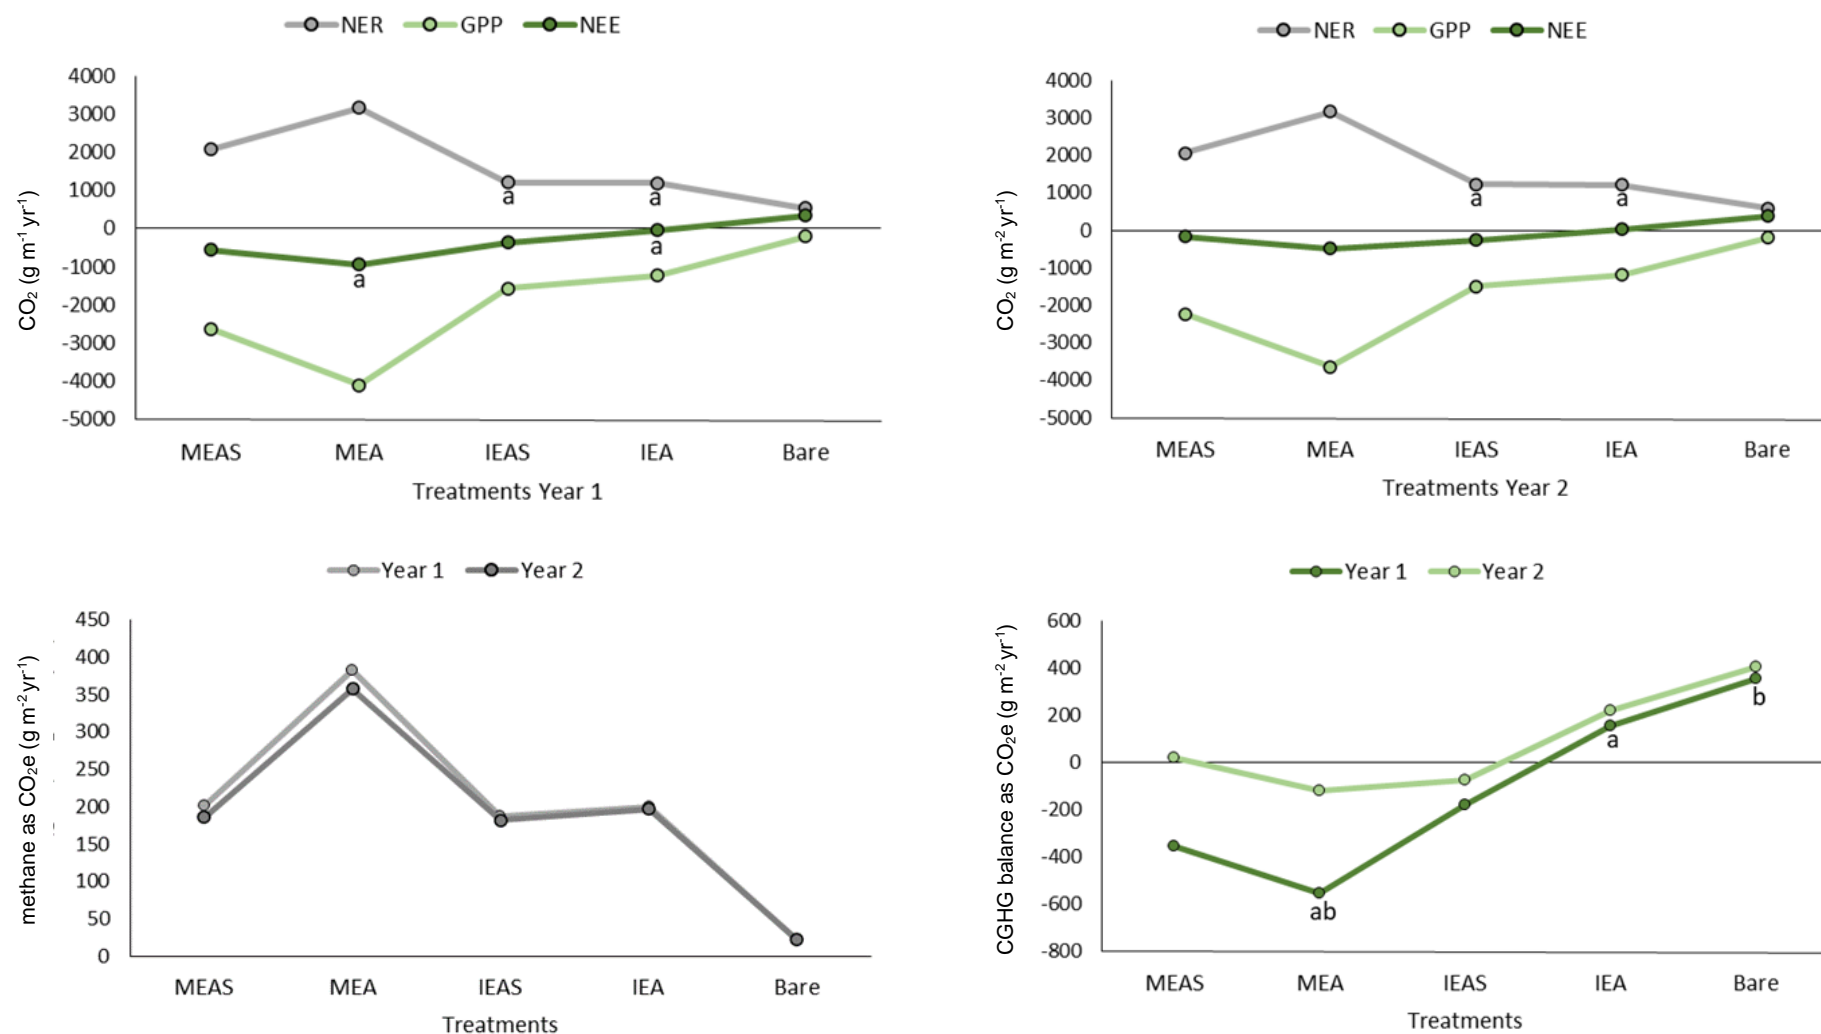 NER GPP NEE
4000
3000
2000
1000
0
-1000
-2000
-3000
-4000
-5000
CO₂ (g m⁻¹ yr⁻¹)
a
a
a
a
MEAS MEA IEAS IEA Bare
Treatments Year 1
NER GPP NEE
4000
3000
2000
1000
0
-1000
-2000
-3000
-4000
-5000
CO₂ (g m⁻² yr⁻¹)
a
a
MEAS MEA IEAS IEA Bare
Treatments Year 2
Year 1 Year 2
450
400
350
300
250
200
150
100
50
0
methane as CO₂e (g m⁻² yr⁻¹)
MEAS MEA IEAS IEA Bare
Treatments
Year 1 Year 2
600
400
200
0
-200
-400
-600
-800
CGHG balance as CO₂e (g m⁻² yr⁻¹)
b
a
ab
MEAS MEA IEAS IEA Bare
Treatments